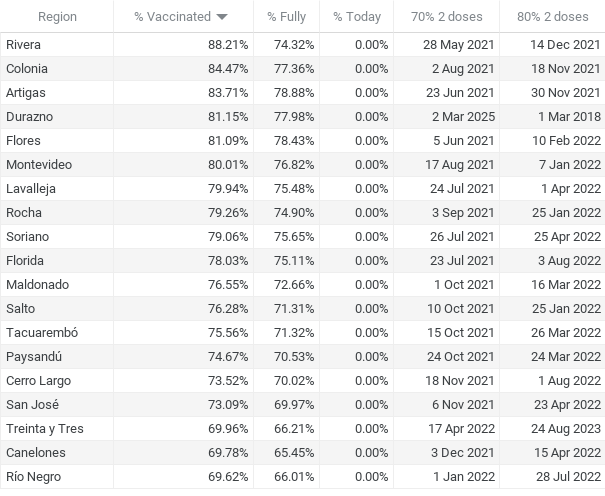 Region % Vaccinated % Fully % Today 70% 2 doses 80% 2 doses
Rivera 88.21% 74.32% 0.00% 28 May 2021 14 Dec 2021
Colonia 84.47% 77.36% 0.00% 2 Aug 2021 18 Nov 2021
Artigas 83.71% 78.88% 0.00% 23 Jun 2021 30 Nov 2021
Durazno 81.15% 77.98% 0.00% 2 Mar 2025 1 Mar 2018
Flores 81.09% 78.43% 0.00% 5 Jun 2021 10 Feb 2022
Montevideo 80.01% 76.82% 0.00% 17 Aug 2021 7 Jan 2022
Lavalleja 79.94% 75.48% 0.00% 24 Jul 2021 1 Apr 2022
Rocha 79.26% 74.90% 0.00% 3 Sep 2021 25 Jan 2022
Soriano 79.06% 75.65% 0.00% 26 Jul 2021 25 Apr 2022
Florida 78.03% 75.11% 0.00% 23 Jul 2021 3 Aug 2022
Maldonado 76.55% 72.66% 0.00% 1 Oct 2021 16 Mar 2022
Salto 76.28% 71.31% 0.00% 10 Oct 2021 25 Jan 2022
Tacuarembó 75.56% 71.32% 0.00% 15 Oct 2021 26 Mar 2022
Paysandú 74.67% 70.53% 0.00% 24 Oct 2021 24 Mar 2022
Cerro Largo 73.52% 70.02% 0.00% 18 Nov 2021 1 Aug 2022
San José 73.09% 69.97% 0.00% 6 Nov 2021 23 Apr 2022
Treinta y Tres 69.96% 66.21% 0.00% 17 Apr 2022 24 Aug 2023
Canelones 69.78% 65.45% 0.00% 3 Dec 2021 15 Apr 2022
Río Negro 69.62% 66.01% 0.00% 1 Jan 2022 28 Jul 2022